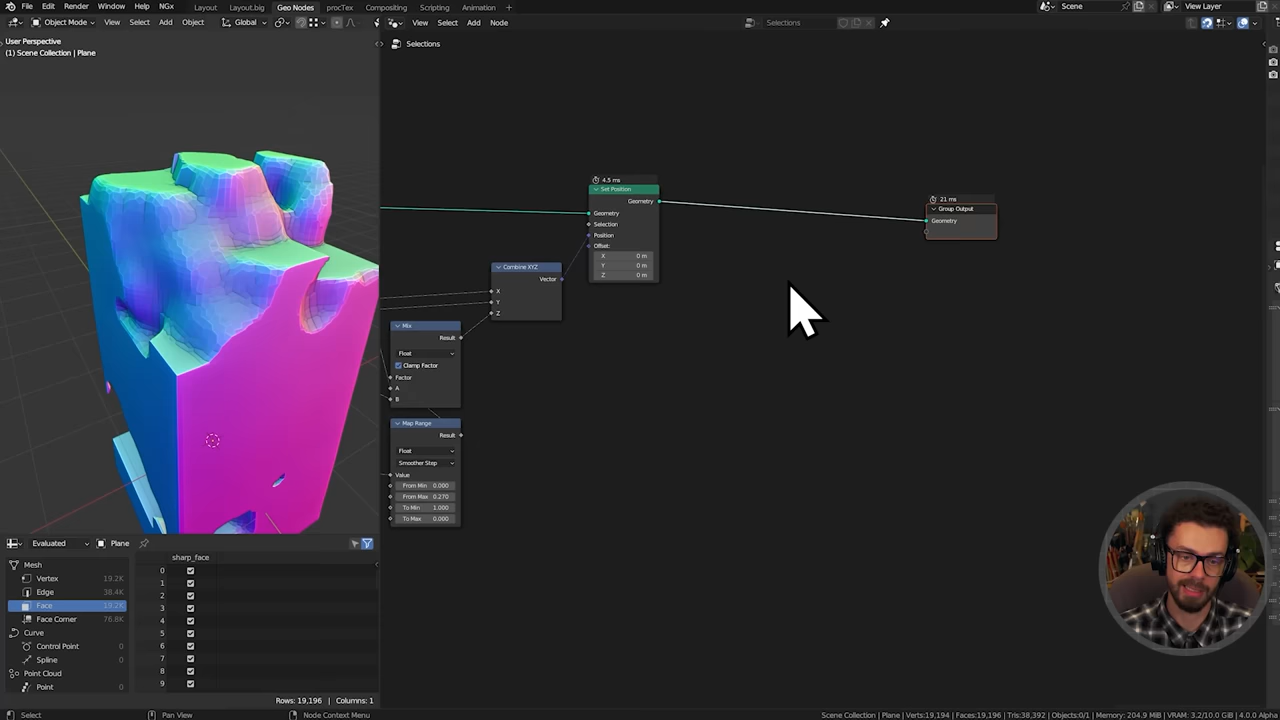 File Edit Render Window Help NGx Layout Layout.big Geo Nodes procTex Compositing Scripting Animation + Scene View Layer
Object Mode View Select Add Object Global View Select Add Node Selections
User Perspective
(1) Scene Collection | Plane
Selections
4.5 ms
Set Position
Geometry
Geometry
Selection
Position
Offset:
X 0 m
Y 0 m
Z 0 m
21 ms
Group Output
Geometry
Combine XYZ
Vector
X
Y
Z
Mix
Result
Float
Clamp Factor
Factor
A
B
Map Range
Result
Float
Smoother Step
Value
From Min 0.000
From Max 0.270
To Min 1.000
To Max 0.000
Evaluated Plane
Mesh
Vertex 19.2K
Edge 38.4K
Face 19.2K
Face Corner 76.8K
Curve
Control Point 0
Spline 0
Point Cloud
Point 0
sharp_face
0
1
2
3
4
5
6
7
8
9
Rows: 19,196 | Columns: 1
Select Pan View Node Context Menu Scene Collection | Plane | Verts:19,194 | Faces:19,196 | Tris:38,392 | Objects:0/1 | Memory: 204.9 MiB | VRAM: 3.2/10.0 GiB | 4.0.0 Alpha